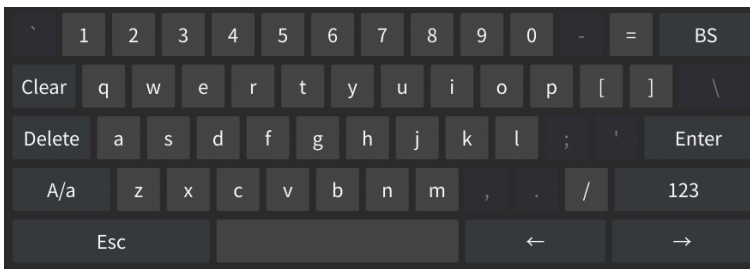 ` 1 2 3 4 5 6 7 8 9 0 - = BS
Clear q w e r t y u i o p [ ] \
Delete a s d f g h j k l ; ' Enter
A/a z x c v b n m , . / 123
Esc ← →